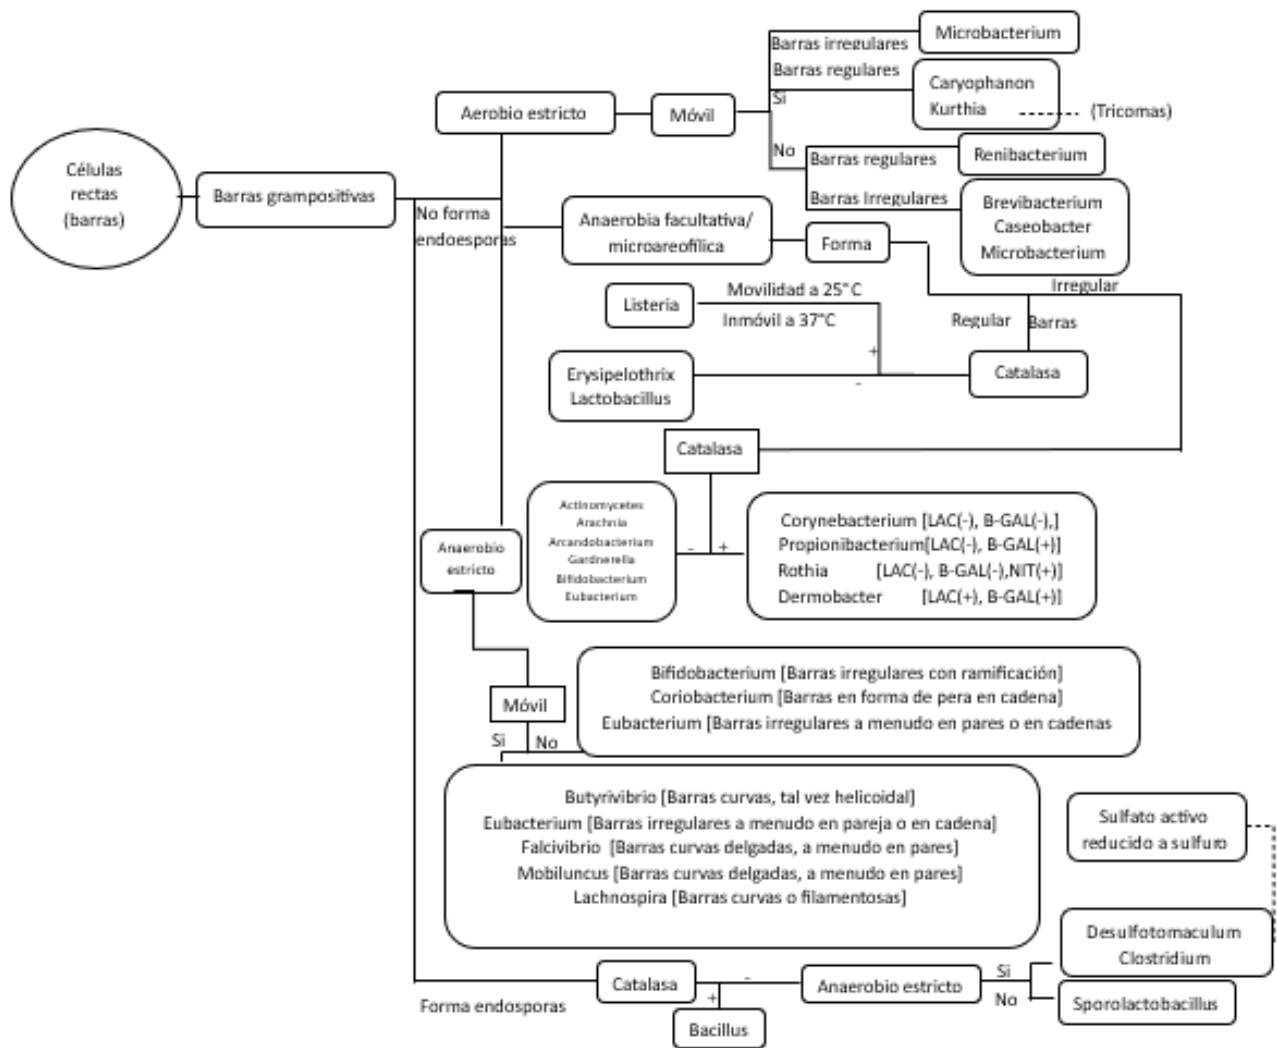 Barras irregulares
Microbacterium
Barras regulares
Si
Caryophanon
Kurthia
(Tricomas)
Aerobio estricto
Móvil
No
Barras regulares
Renibacterium
Barras Irregulares
Brevibacterium
Caseobacter
Microbacterium
Células
rectas
(barras)
Barras grampositivas
No forma
endoesporas
Anaerobia facultativa/
microareofílica
Forma
Irregular
Listeria
Movilidad a 25°C
Inmóvil a 37°C
Regular
Barras
+
-
Catalasa
Erysipelothrix
Lactobacillus
Catalasa
Actinomycetes
Arachnia
Arcandobacterium
Gardnerella
Bifidobacterium
Eubacterium
-
+
Corynebacterium [LAC(-), B-GAL(-),]
Propionibacterium[LAC(-), B-GAL(+)]
Rothia [LAC(-), B-GAL(-),NIT(+)]
Dermobacter [LAC(+), B-GAL(+)]
Anaerobio
estricto
Móvil
Si
No
Bifidobacterium [Barras irregulares con ramificación]
Coriobacterium [Barras en forma de pera en cadena]
Eubacterium [Barras irregulares a menudo en pares o en cadenas
Butyrivibrio [Barras curvas, tal vez helicoidal]
Eubacterium [Barras irregulares a menudo en pareja o en cadena]
Falcivibrio [Barras curvas delgadas, a menudo en pares]
Mobiluncus [Barras curvas delgadas, a menudo en pares]
Lachnospira [Barras curvas o filamentosas]
Sulfato activo
reducido a sulfuro
Forma endosporas
Catalasa
-
+
Bacillus
Anaerobio estricto
Si
No
Desulfotomaculum
Clostridium
Sporolactobacillus